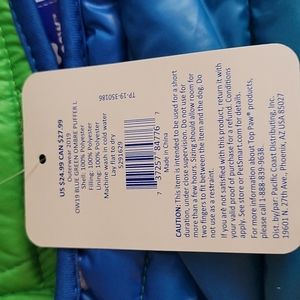 TP-19-350186
US $24.99 CAN $27.99
OW19 BLUE GREEN OMBRE PUFFER L
Fall 2019
100% Polyester
Filling: 100% Polyester
100% Polyester
Machine wash in cold water
Lay flat to dry
5291929
7 37257 84776 7
CAUTION: This item is intended to be used for a short
duration, under close supervision. Do not use for
more than a few hours. Sizing should allow room for
two fingers to fit between the item and the dog. Do
not use as a restraint.
Made in China
If you are not satisfied with this product, return it with
your valid proof of purchase for a refund. Conditions
apply. See store or PetSmart.com for details.
For more information about Top Paw® products,
please call 1-888-839-9638.
Dist. by/par: Pacific Coast Distributing, Inc.
19601 N. 27th Ave., Phoenix, AZ 85027 USA